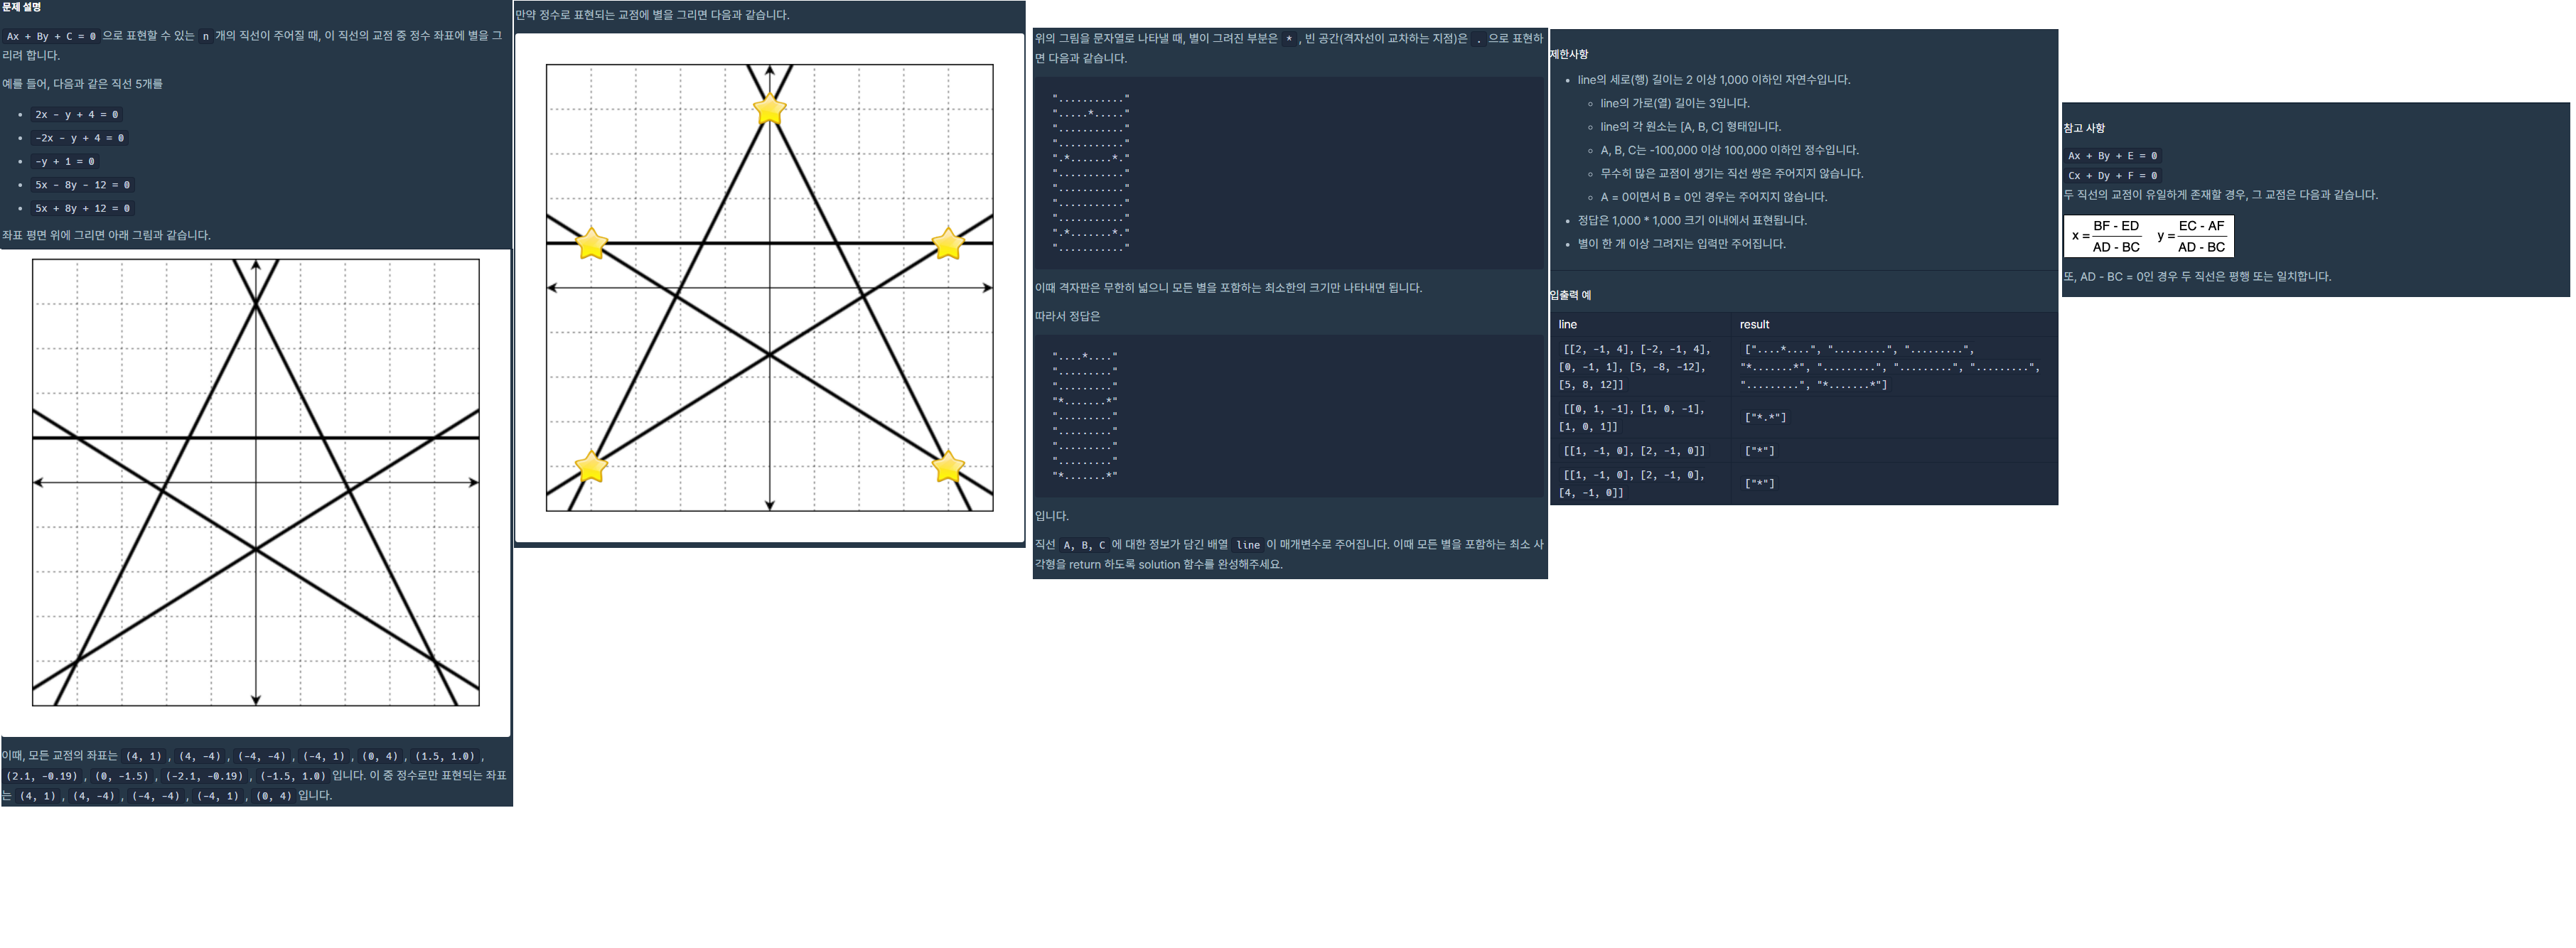 문제 설명
Ax + By + C = 0 으로 표현할 수 있는 n 개의 직선이 주어질 때, 이 직선의 교점 중 정수 좌표에 별을 그
리려 합니다.
예를 들어, 다음과 같은 직선 5개를
• 2x - y + 4 = 0
• -2x - y + 4 = 0
• -y + 1 = 0
• 5x - 8y - 12 = 0
• 5x + 8y + 12 = 0
좌표 평면 위에 그리면 아래 그림과 같습니다.
이때, 모든 교점의 좌표는 (4, 1), (4, -4), (-4, -4), (-4, 1), (0, 4), (1.5, 1.0),
(2.1, -0.19), (0, -1.5), (-2.1, -0.19), (-1.5, 1.0) 입니다. 이 중 정수로만 표현되는 좌표
는 (4, 1), (4, -4), (-4, -4), (-4, 1), (0, 4) 입니다.
만약 정수로 표현되는 교점에 별을 그리면 다음과 같습니다.
위의 그림을 문자열로 나타낼 때, 별이 그려진 부분은 *, 빈 공간(격자선이 교차하는 지점)은 . 으로 표현하
면 다음과 같습니다.
"..........."
".....*....."
"..........."
"..........."
".*.......*."
"..........."
"..........."
"..........."
"..........."
".*.......*."
"..........."
이때 격자판은 무한히 넓으니 모든 별을 포함하는 최소한의 크기만 나타내면 됩니다.
따라서 정답은
"....*...."
"........."
"........."
"*.......*"
"........."
"........."
"........."
"........."
"*.......*"
입니다.
직선 A, B, C 에 대한 정보가 담긴 배열 line 이 매개변수로 주어집니다. 이때 모든 별을 포함하는 최소 사
각형을 return 하도록 solution 함수를 완성해주세요.
제한사항
• line의 세로(행) 길이는 2 이상 1,000 이하인 자연수입니다.
◦ line의 가로(열) 길이는 3입니다.
◦ line의 각 원소는 [A, B, C] 형태입니다.
◦ A, B, C는 -100,000 이상 100,000 이하인 정수입니다.
◦ 무수히 많은 교점이 생기는 직선 쌍은 주어지지 않습니다.
◦ A = 0이면서 B = 0인 경우는 주어지지 않습니다.
• 정답은 1,000 * 1,000 크기 이내에서 표현됩니다.
• 별이 한 개 이상 그려지는 입력만 주어집니다.
입출력 예
line result
[[2, -1, 4], [-2, -1, 4], ["....*....", ".........", ".........",
[0, -1, 1], [5, -8, -12], "*.......*", ".........", ".........", ".........",
[5, 8, 12]] ".........", "*.......*"]
[[0, 1, -1], [1, 0, -1], ["*.*"]
[1, 0, 1]]
[[1, -1, 0], [2, -1, 0]] ["*"]
[[1, -1, 0], [2, -1, 0], ["*"]
[4, -1, 0]]
참고 사항
Ax + By + E = 0
Cx + Dy + F = 0
두 직선의 교점이 유일하게 존재할 경우, 그 교점은 다음과 같습니다.
BF - ED EC - AF
x = y =
AD - BC AD - BC
또, AD - BC = 0인 경우 두 직선은 평행 또는 일치합니다.